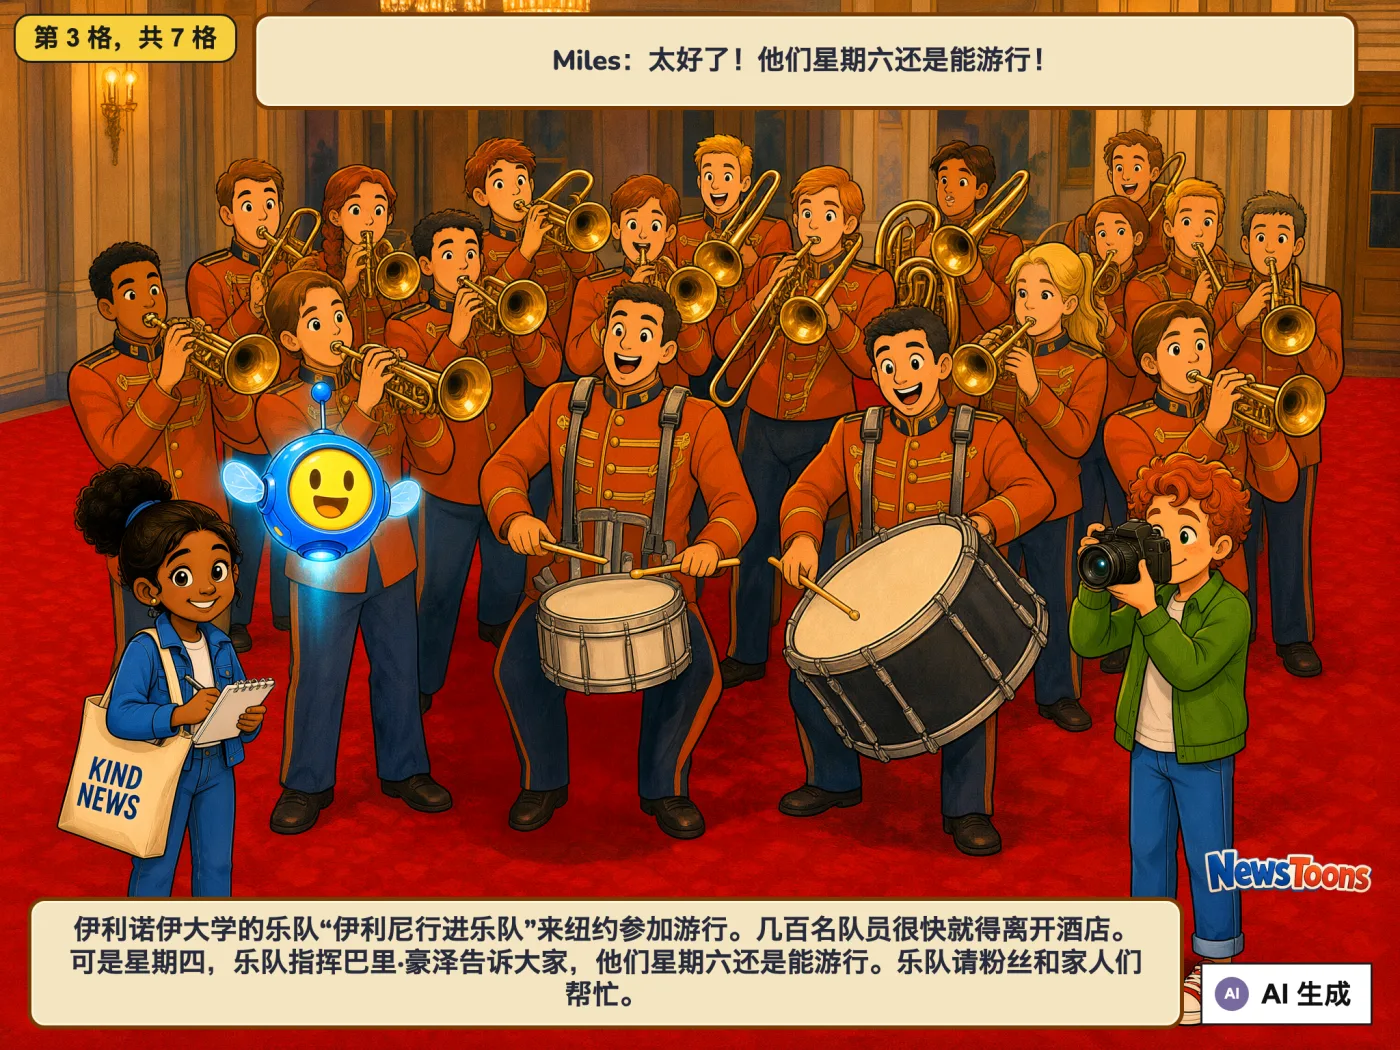 第 3 格，共 7 格
Miles：太好了！他们星期六还是能游行！
KIND
NEWS
NewsToons
伊利诺伊大学的乐队“伊利尼行进乐队”来纽约参加游行。几百名队员很快就得离开酒店。
可是星期四，乐队指挥巴里·豪泽告诉大家，他们星期六还是能游行。乐队请粉丝和家人们
帮忙。
AI AI 生成